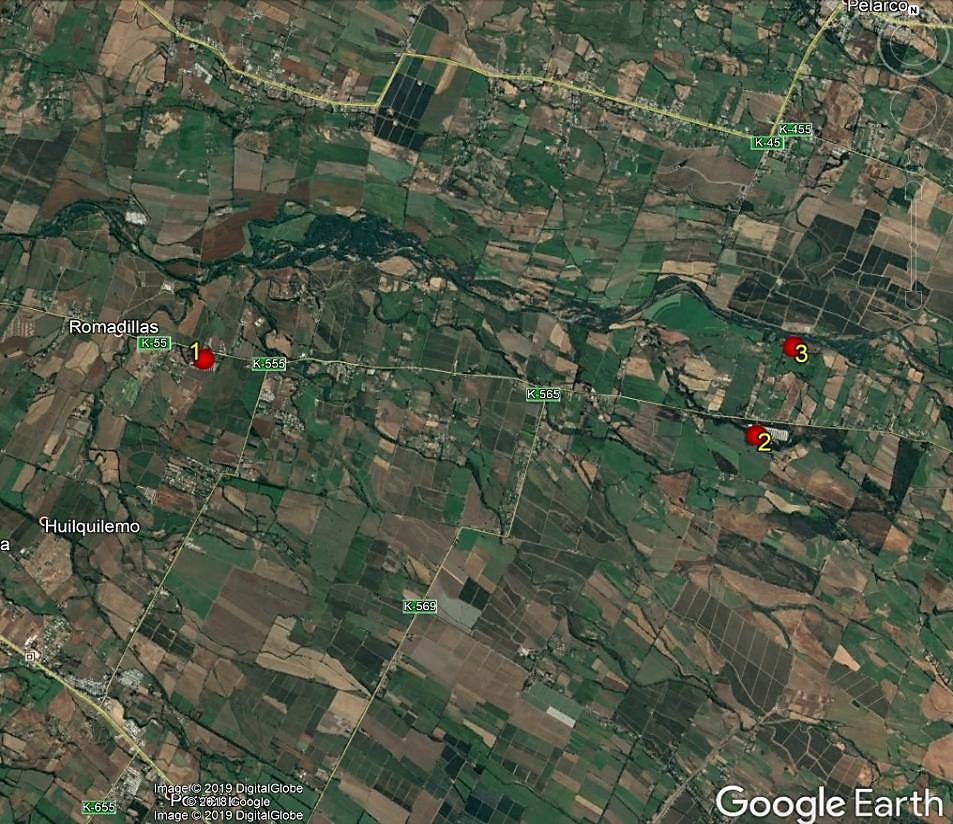 Pelarco
N
K-455
K-45
Romadillas
K-55
1
K-555
3
K-565
2
Huilquilemo
a
K-569
Image © 2019 DigitalGlobe
Google
K-655
Image © 2019 DigitalGlobe
Google Earth